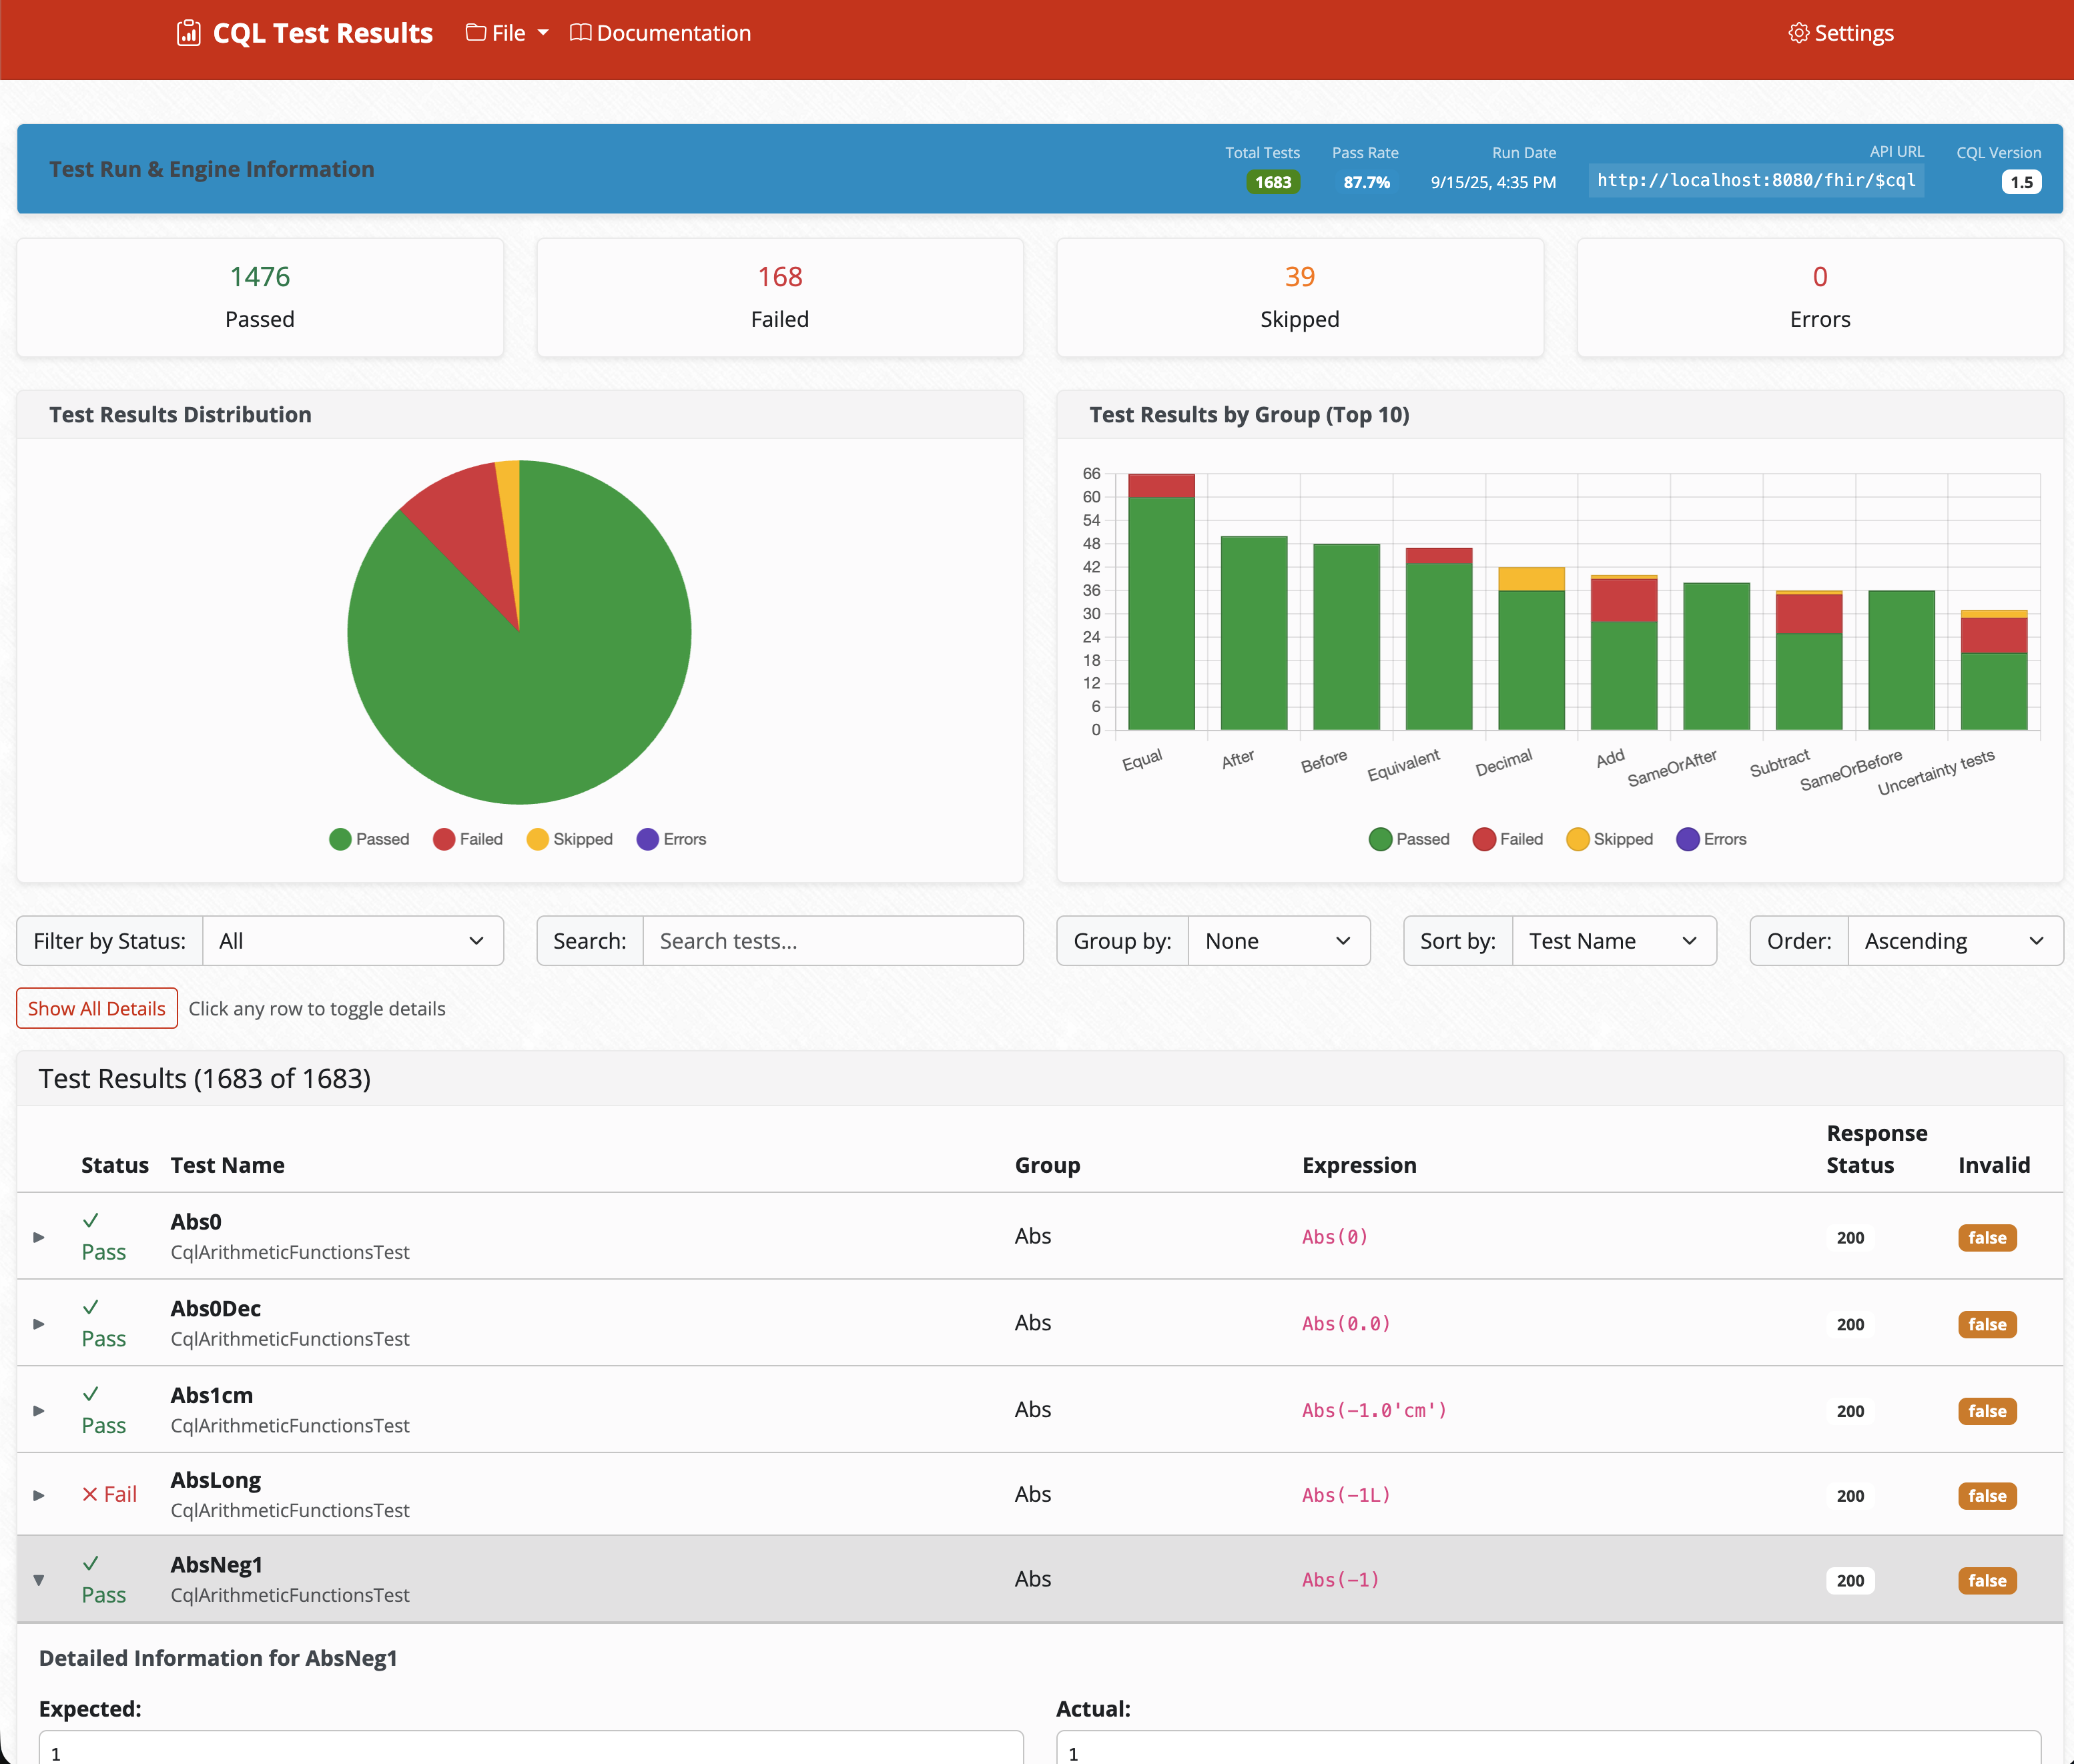 CQL Test Results
File
Documentation
Settings
Test Run & Engine Information
Total Tests
1683
Pass Rate
87.7%
Run Date
9/15/25, 4:35 PM
API URL
http://localhost:8080/fhir/$cql
CQL Version
1.5
1476
Passed
168
Failed
39
Skipped
0
Errors
Test Results Distribution
Passed Failed Skipped Errors
Test Results by Group (Top 10)
66
60
54
48
42
36
30
24
18
12
6
0
Equal
After
Before
Equivalent
Decimal
Add
SameOrAfter
Subtract
SameOrBefore
Uncertainty tests
Passed Failed Skipped Errors
Filter by Status: All
Search: Search tests...
Group by: None
Sort by: Test Name
Order: Ascending
Show All Details Click any row to toggle details
Test Results (1683 of 1683)
Status Test Name Group Expression Response Status Invalid
Pass Abs0 CqlArithmeticFunctionsTest Abs Abs(0) 200 false
Pass Abs0Dec CqlArithmeticFunctionsTest Abs Abs(0.0) 200 false
Pass Abs1cm CqlArithmeticFunctionsTest Abs Abs(-1.0'cm') 200 false
Fail AbsLong CqlArithmeticFunctionsTest Abs Abs(-1L) 200 false
Pass AbsNeg1 CqlArithmeticFunctionsTest Abs Abs(-1) 200 false
Detailed Information for AbsNeg1
Expected:
1
Actual:
1